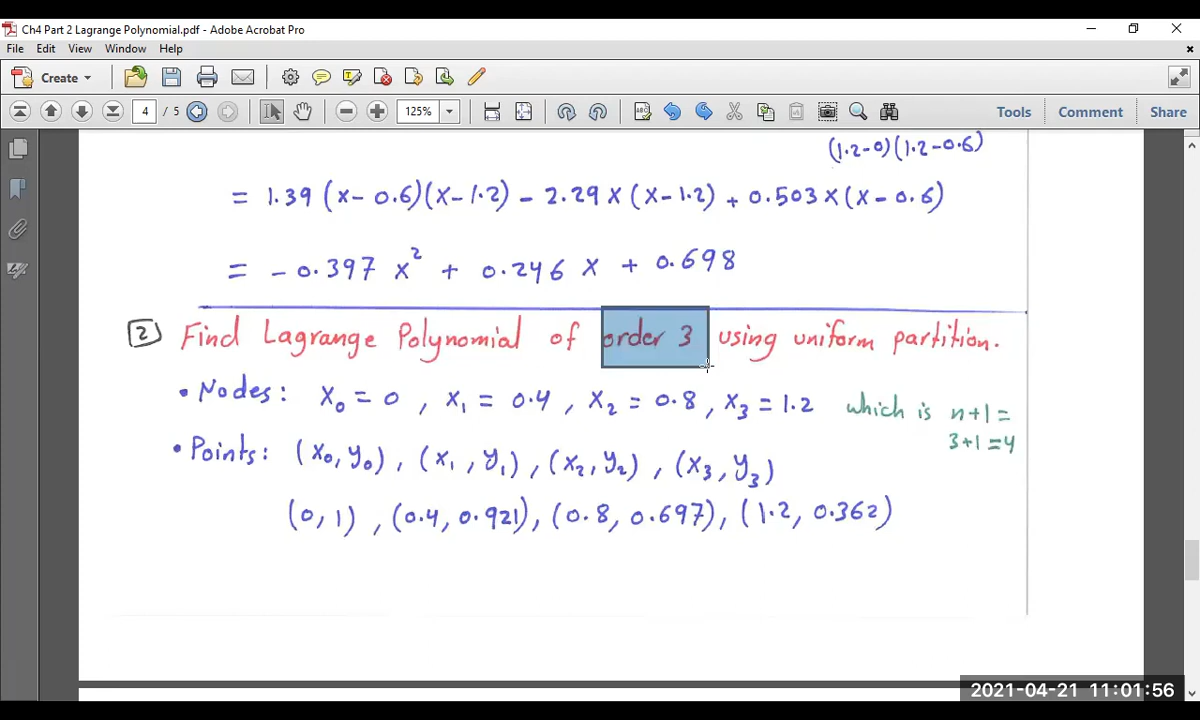 Ch4 Part 2 Lagrange Polynomial.pdf - Adobe Acrobat Pro
File Edit View Window Help
Create
4 / 5 125% Tools Comment Share
(1.2-0)(1.2-0.6)
= 1.39 (x-0.6)(x-1.2) - 2.29 x (x-1.2) + 0.503 x (x-0.6)
= -0.397 x² + 0.246 x + 0.698
2 Find Lagrange Polynomial of order 3 using uniform partition.
• Nodes: x₀ = 0 , x₁ = 0.4 , x₂ = 0.8 , x₃ = 1.2 which is n+1 =
3+1 = 4
• Points: (x₀, y₀) , (x₁, y₁) , (x₂, y₂) , (x₃, y₃)
(0, 1) , (0.4, 0.921) , (0.8, 0.697) , (1.2, 0.362)
2021-04-21 11:01:56